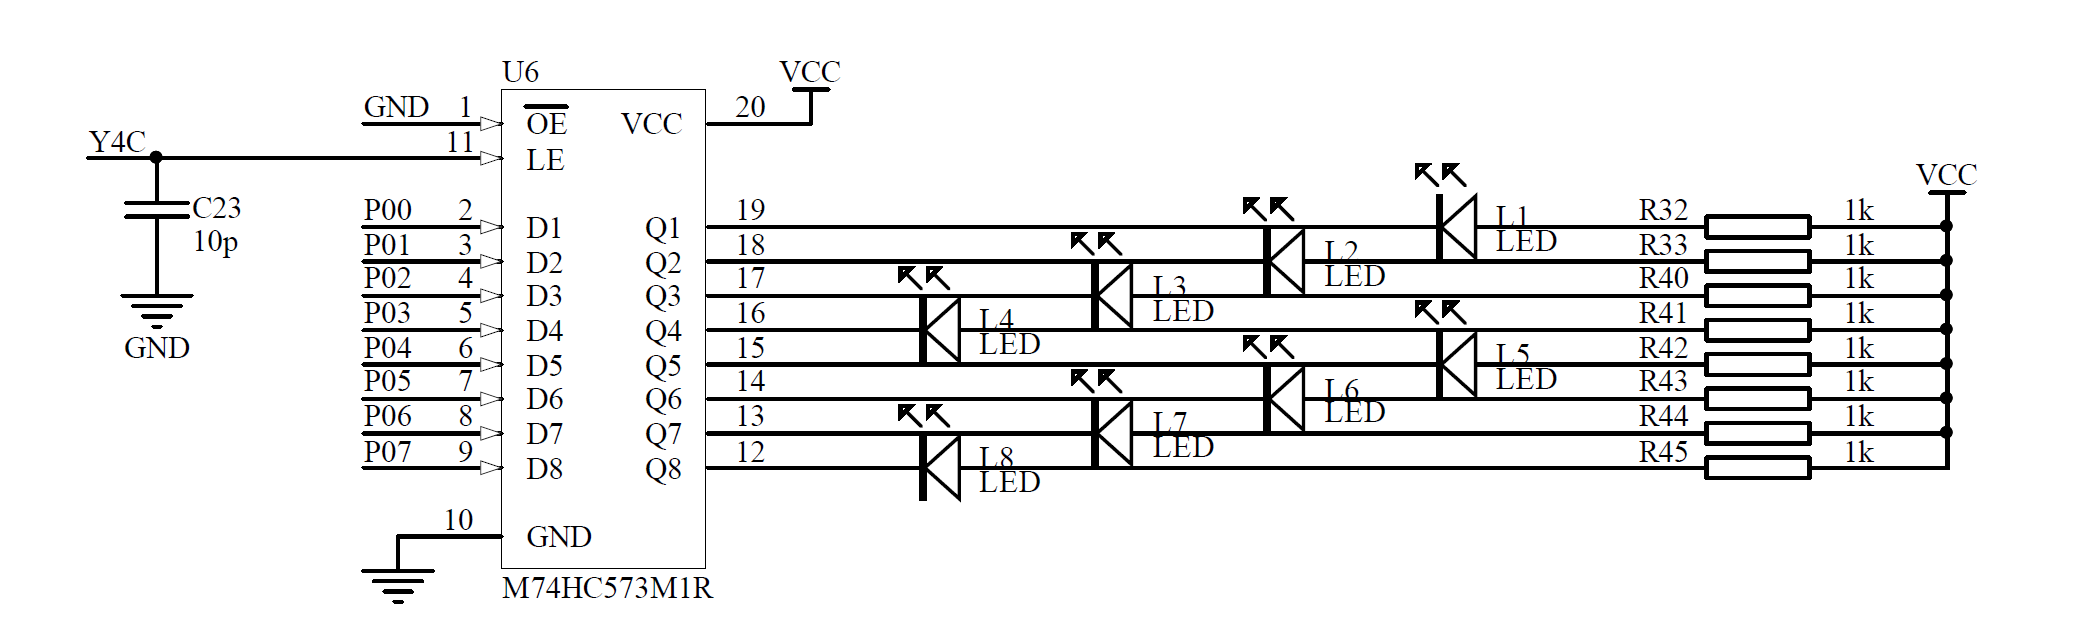 U6
VCC
GND 1
20
OE VCC
Y4C
11
LE
VCC
C23
10p
P00 2 D1 Q1 19 L1 LED R32 1k
P01 3 D2 Q2 18 L2 LED R33 1k
P02 4 D3 Q3 17 L3 LED R40 1k
P03 5 D4 Q4 16 L4 LED R41 1k
GND
P04 6 D5 Q5 15 L5 LED R42 1k
P05 7 D6 Q6 14 L6 LED R43 1k
P06 8 D7 Q7 13 L7 LED R44 1k
P07 9 D8 Q8 12 L8 LED R45 1k
10
GND
M74HC573M1R